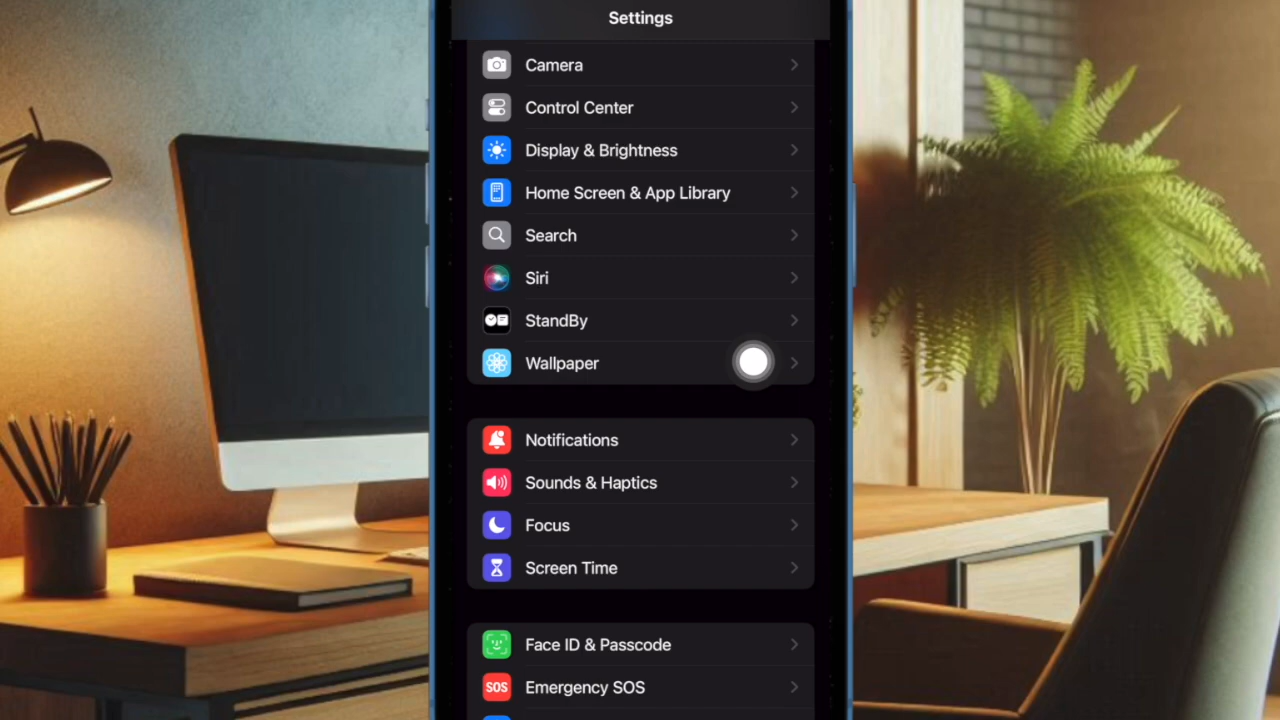 Settings
Camera
Control Center
Display & Brightness
Home Screen & App Library
Search
Siri
StandBy
Wallpaper
Notifications
Sounds & Haptics
Focus
Screen Time
Face ID & Passcode
SOS Emergency SOS